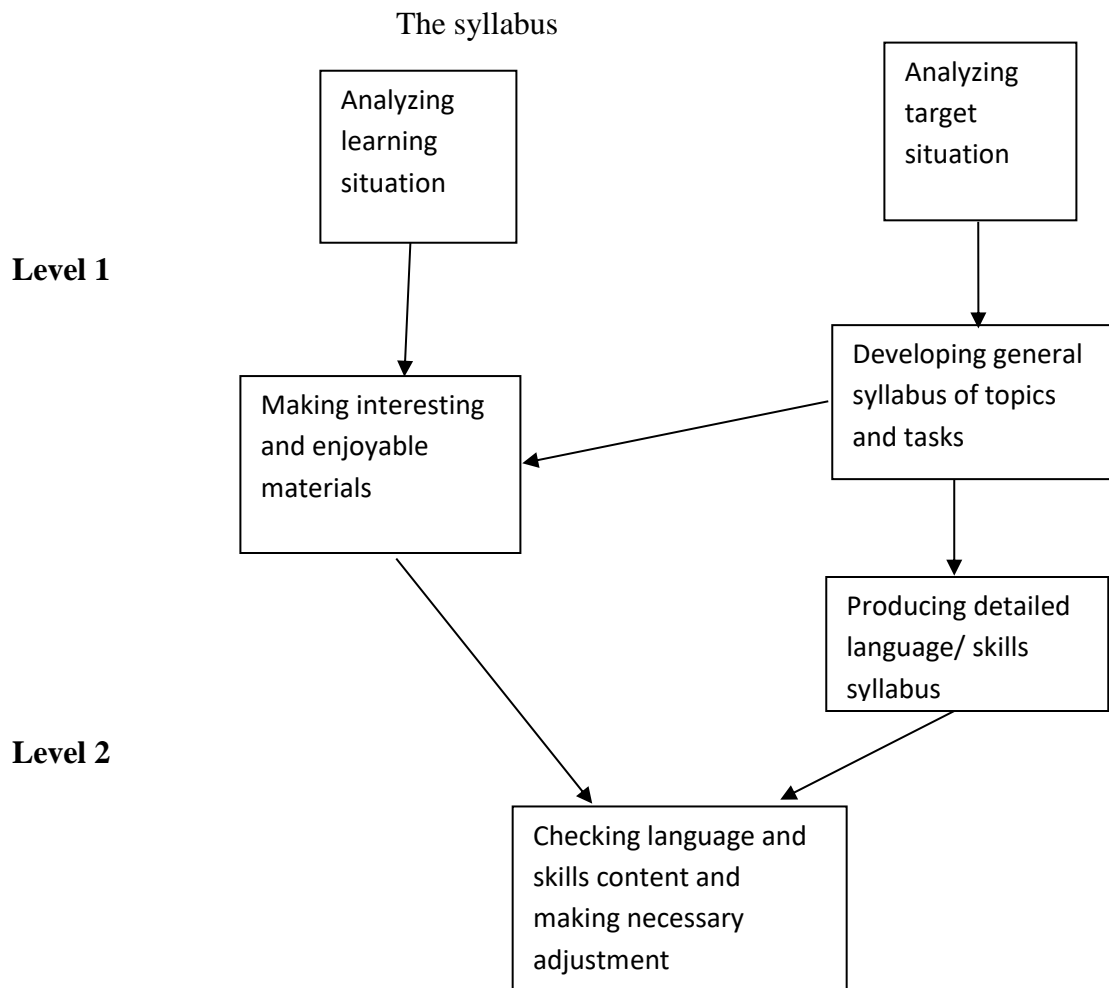 The syllabus
Analyzing
learning
situation
Analyzing
target
situation
Level 1
Making interesting
and enjoyable
materials
Developing general
syllabus of topics
and tasks
Producing detailed
language/ skills
syllabus
Level 2
Checking language and
skills content and
making necessary
adjustment